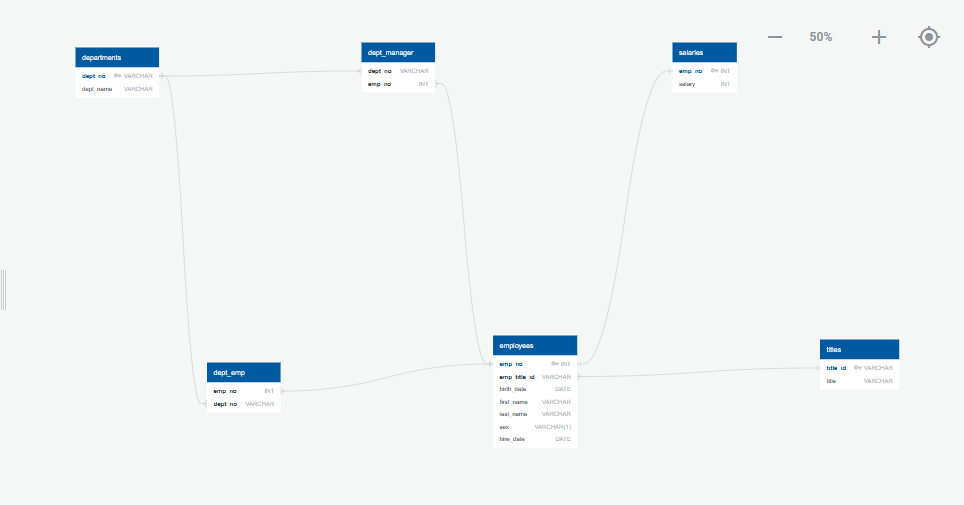 50%
departments
dept_no VARCHAR
dept_name VARCHAR
dept_manager
dept_no VARCHAR
emp_no INT
salaries
emp_no INT
salary INT
dept_emp
emp_no INT
dept_no VARCHAR
employees
emp_no INT
emp_title_id VARCHAR
birth_date DATE
first_name VARCHAR
last_name VARCHAR
sex VARCHAR(1)
hire_date DATE
titles
title_id VARCHAR
title VARCHAR